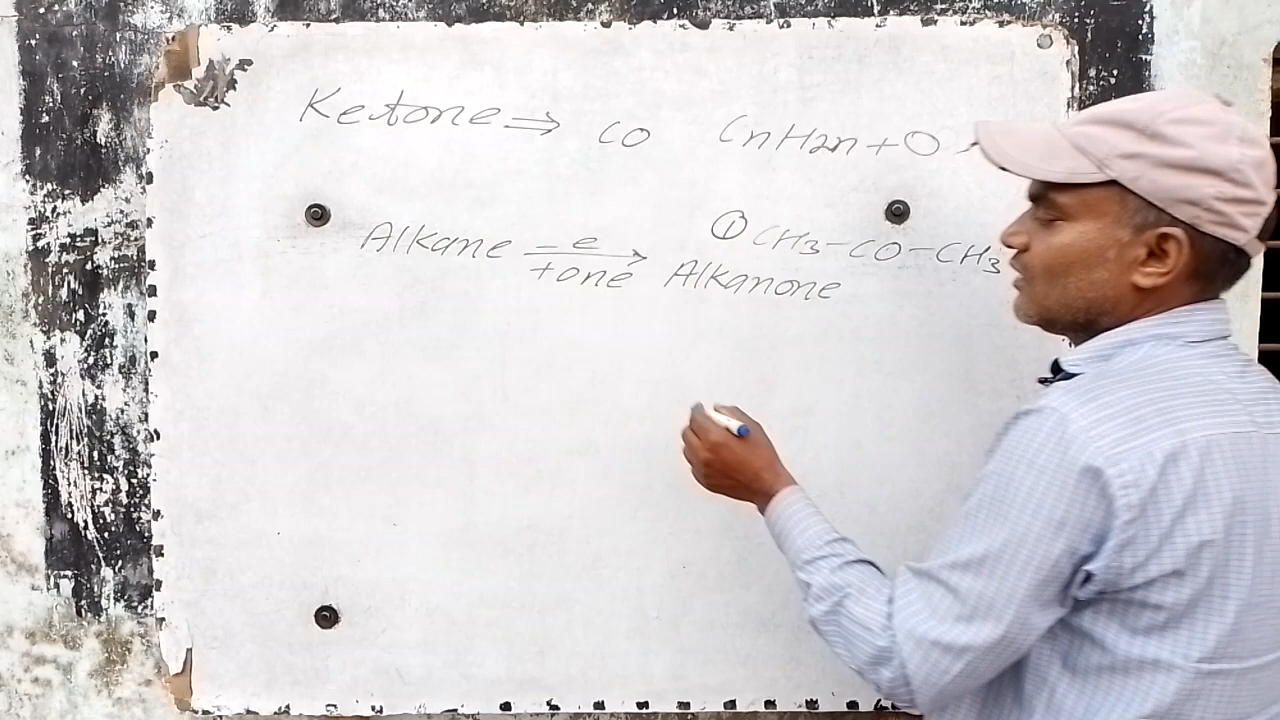 Ketone ⇒ CO CnH2n+O
① CH3-CO-CH3
Alkane -e +one → Alkanone